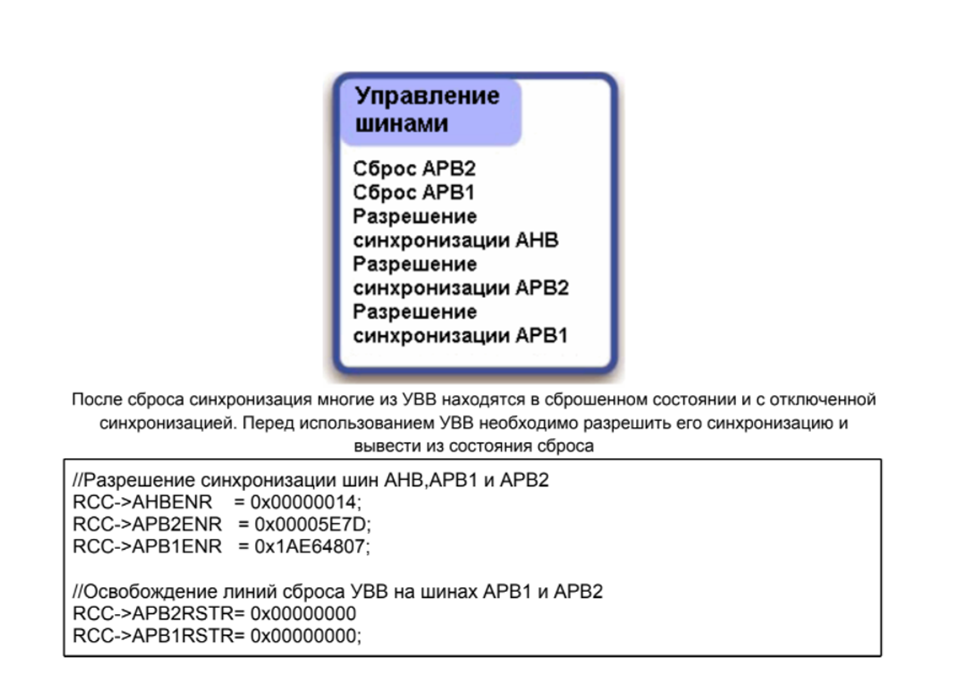 Управление
шинами
Сброс APB2
Сброс APB1
Разрешение
синхронизации AHB
Разрешение
синхронизации APB2
Разрешение
синхронизации APB1
После сброса синхронизация многие из УВВ находятся в сброшенном состоянии и с отключенной
синхронизацией. Перед использованием УВВ необходимо разрешить его синхронизацию и
вывести из состояния сброса
//Разрешение синхронизации шин AHB,APB1 и APB2
RCC->AHBENR = 0x00000014;
RCC->APB2ENR = 0x00005E7D;
RCC->APB1ENR = 0x1AE64807;
//Освобождение линий сброса УВВ на шинах APB1 и APB2
RCC->APB2RSTR= 0x00000000
RCC->APB1RSTR= 0x00000000;